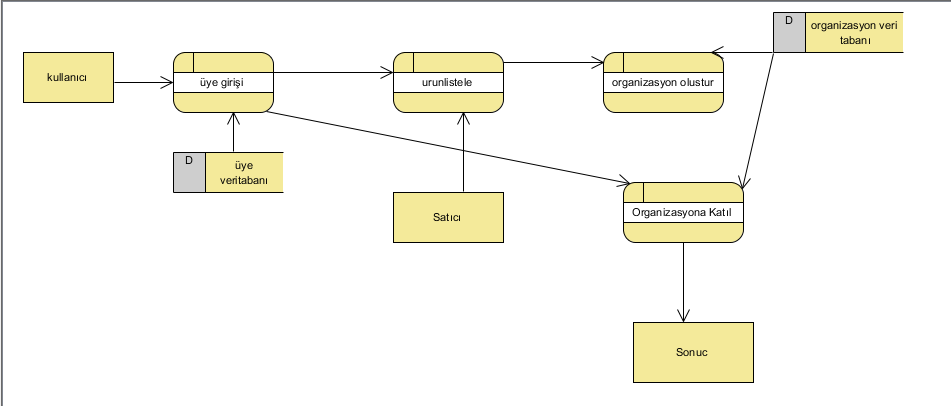 D
organizasyon veri
tabanı
kullanıcı
üye girişi
urunlistele
organizasyon olustur
D
üye
veritabanı
Satıcı
Organizasyona Katıl
Sonuc